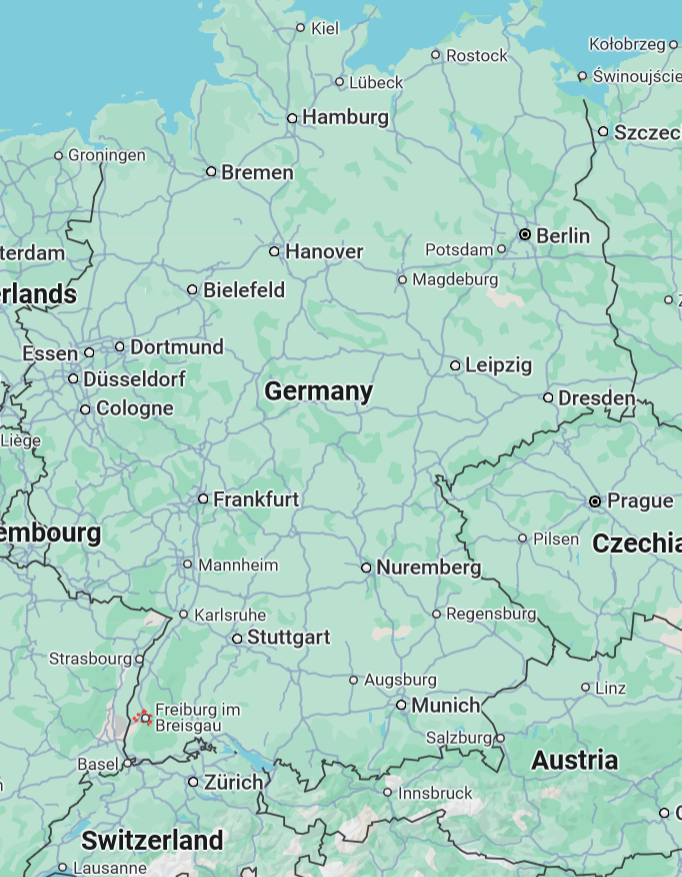 Kiel
Rostock
Kołobrzeg
Lübeck
Świnoujście
Hamburg
Szczec
Groningen
Bremen
Berlin
terdam
Hanover
Potsdam
Magdeburg
erlands
Bielefeld
Essen
Dortmund
Leipzig
Düsseldorf
Germany
Dresden
Cologne
Liège
Frankfurt
Prague
embourg
Pilsen
Czechia
Mannheim
Nuremberg
Karlsruhe
Regensburg
Stuttgart
Strasbourg
Augsburg
Linz
Munich
Freiburg im
Breisgau
Salzburg
Basel
Austria
Zürich
Innsbruck
Switzerland
Lausanne